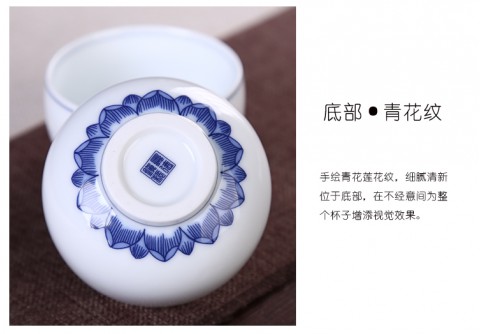 底部•青花纹
手绘青花莲花纹，细腻清新
位于底部，在不经意间为整
个杯子增添视觉效果。